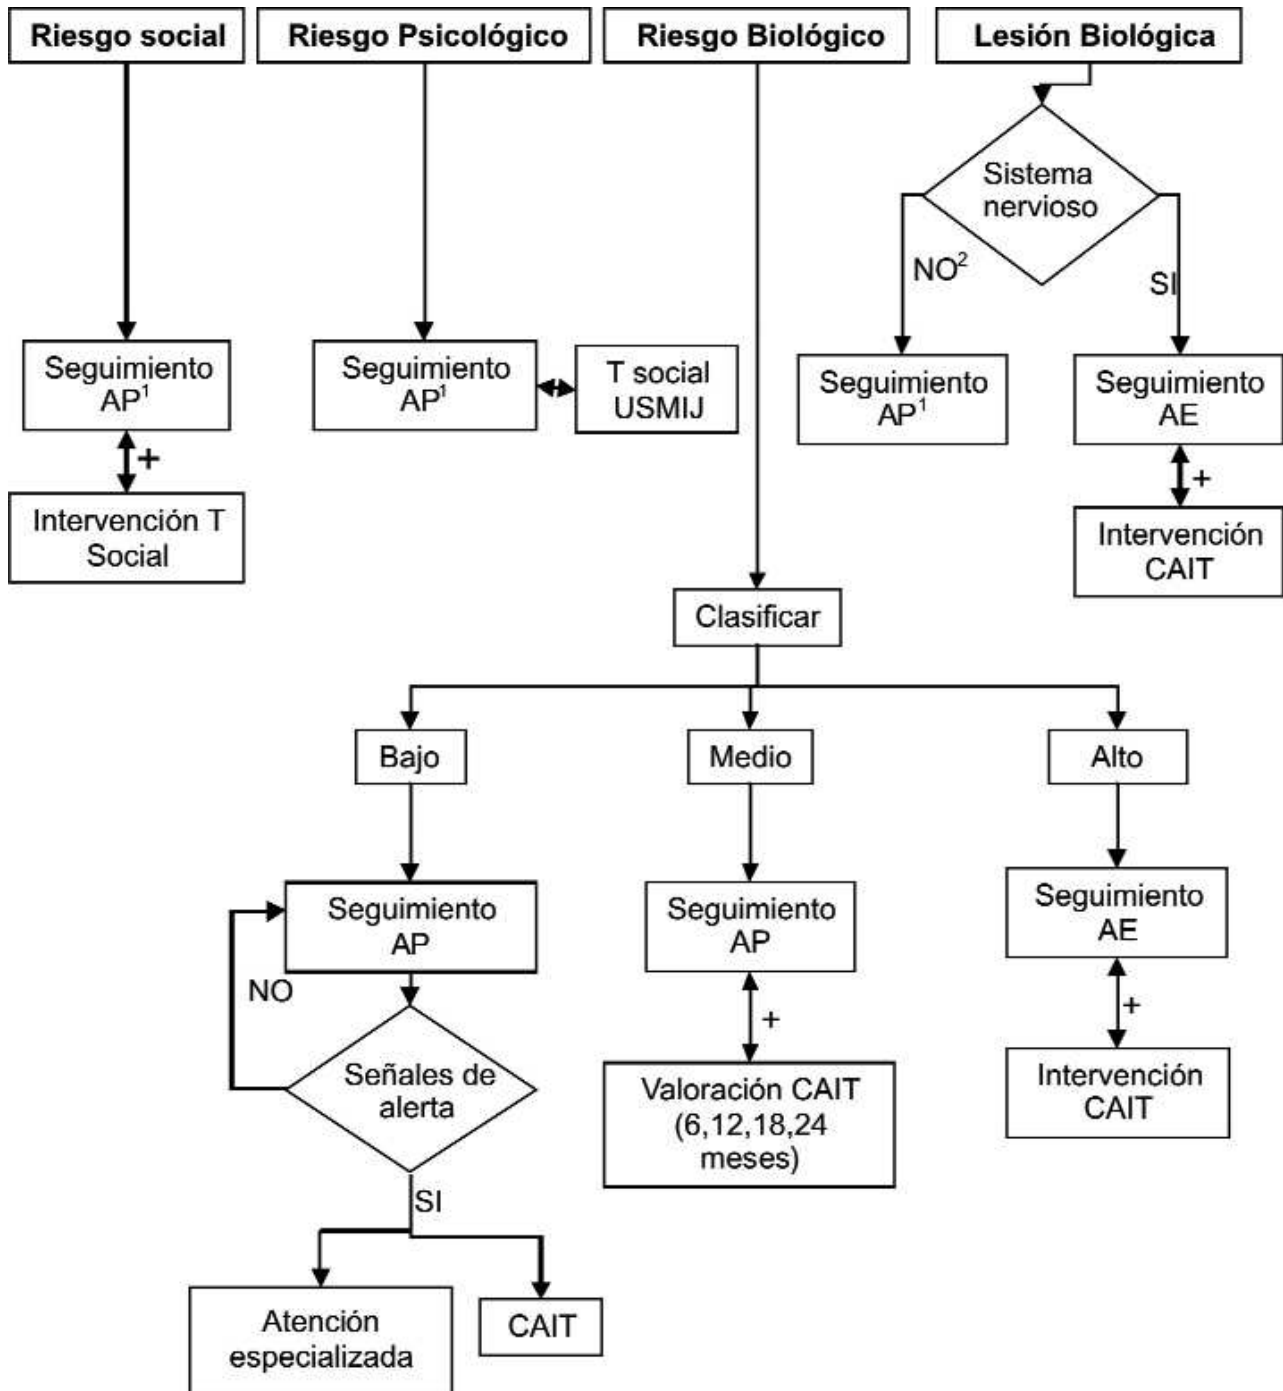 Riesgo social
Riesgo Psicológico
Riesgo Biológico
Lesión Biológica
Sistema
nervioso
NO²
SI
Seguimiento
AP¹
+
Intervención T
Social
Seguimiento
AP¹
T social
USMIJ
Seguimiento
AP¹
Seguimiento
AE
+
Intervención
CAIT
Clasificar
Bajo
Medio
Alto
Seguimiento
AP
NO
Señales de
alerta
SI
Atención
especializada
CAIT
Seguimiento
AP
+
Valoración CAIT
(6,12,18,24
meses)
Seguimiento
AE
+
Intervención
CAIT